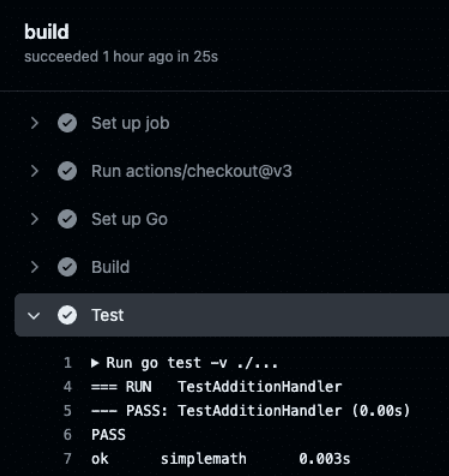 build
succeeded 1 hour ago in 25s
Set up job
Run actions/checkout@v3
Set up Go
Build
Test
1 ▶ Run go test -v ./...
4 === RUN   TestAdditionHandler
5 --- PASS: TestAdditionHandler (0.00s)
6 PASS
7 ok      simplemath      0.003s